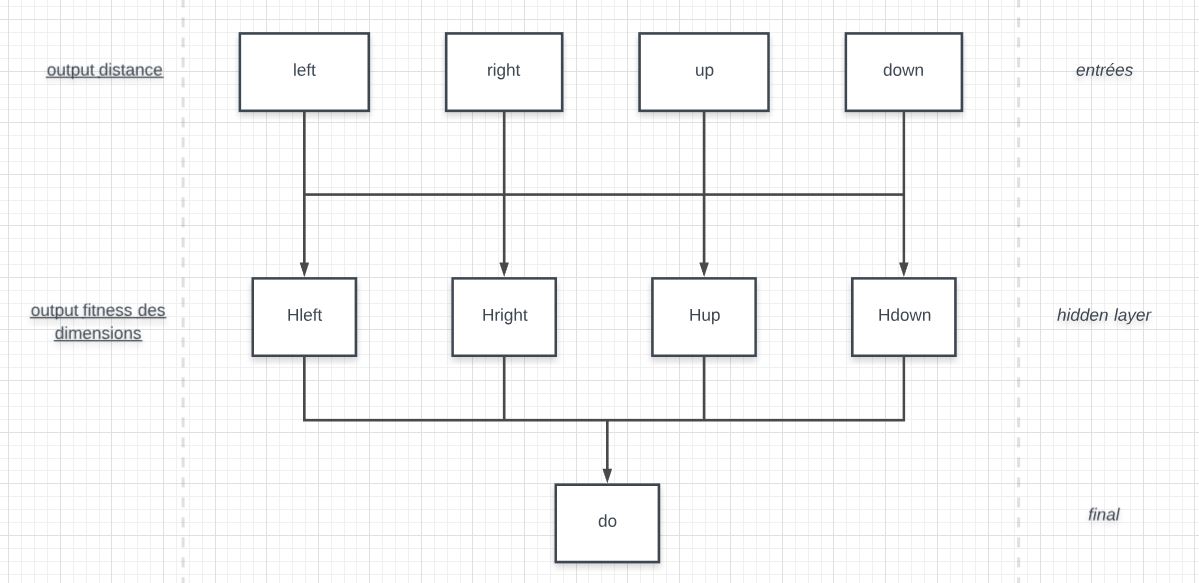 output distance
left
right
up
down
entrées
output fitness des
dimensions
Hleft
Hright
Hup
Hdown
hidden layer
do
final